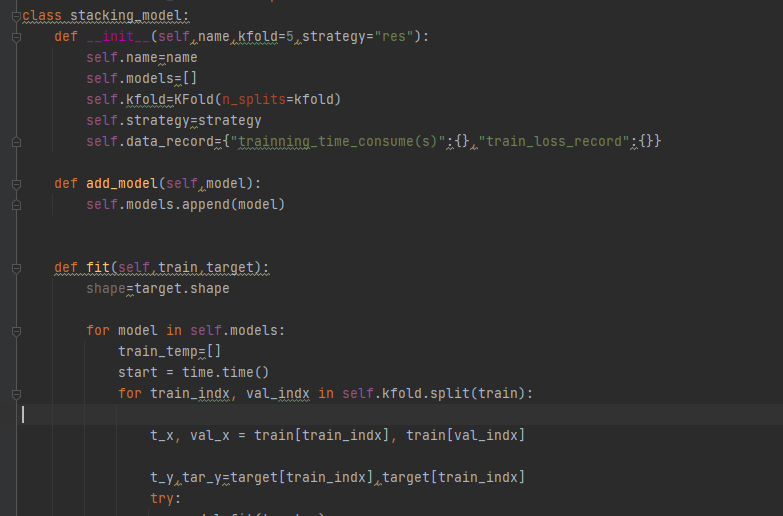 class stacking_model:
    def __init__(self,name,kfold=5,strategy="res"):
        self.name=name
        self.models=[]
        self.kfold=KFold(n_splits=kfold)
        self.strategy=strategy
        self.data_record={"trainning_time_consume(s)":{},"train_loss_record":{}}
    def add_model(self,model):
        self.models.append(model)
    def fit(self,train,target):
        shape=target.shape
        for model in self.models:
            train_temp=[]
            start = time.time()
            for train_indx, val_indx in self.kfold.split(train):
                t_x, val_x = train[train_indx], train[val_indx]
                t_y,tar_y=target[train_indx],target[train_indx]
                try: